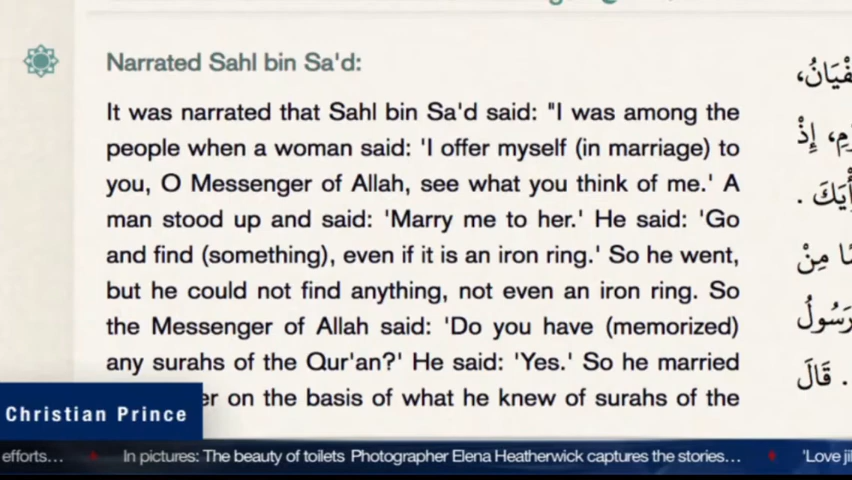 Narrated Sahl bin Sa'd:
It was narrated that Sahl bin Sa'd said: "I was among the
people when a woman said: 'I offer myself (in marriage) to
you, O Messenger of Allah, see what you think of me.' A
man stood up and said: 'Marry me to her.' He said: 'Go
and find (something), even if it is an iron ring.' So he went,
but he could not find anything, not even an iron ring. So
the Messenger of Allah said: 'Do you have (memorized)
any surahs of the Qur'an?' He said: 'Yes.' So he married
on the basis of what he knew of surahs of the
إِذْ
مِنْ
قَالَ
Christian Prince
efforts... In pictures: The beauty of toilets Photographer Elena Heatherwick captures the stories... 'Love